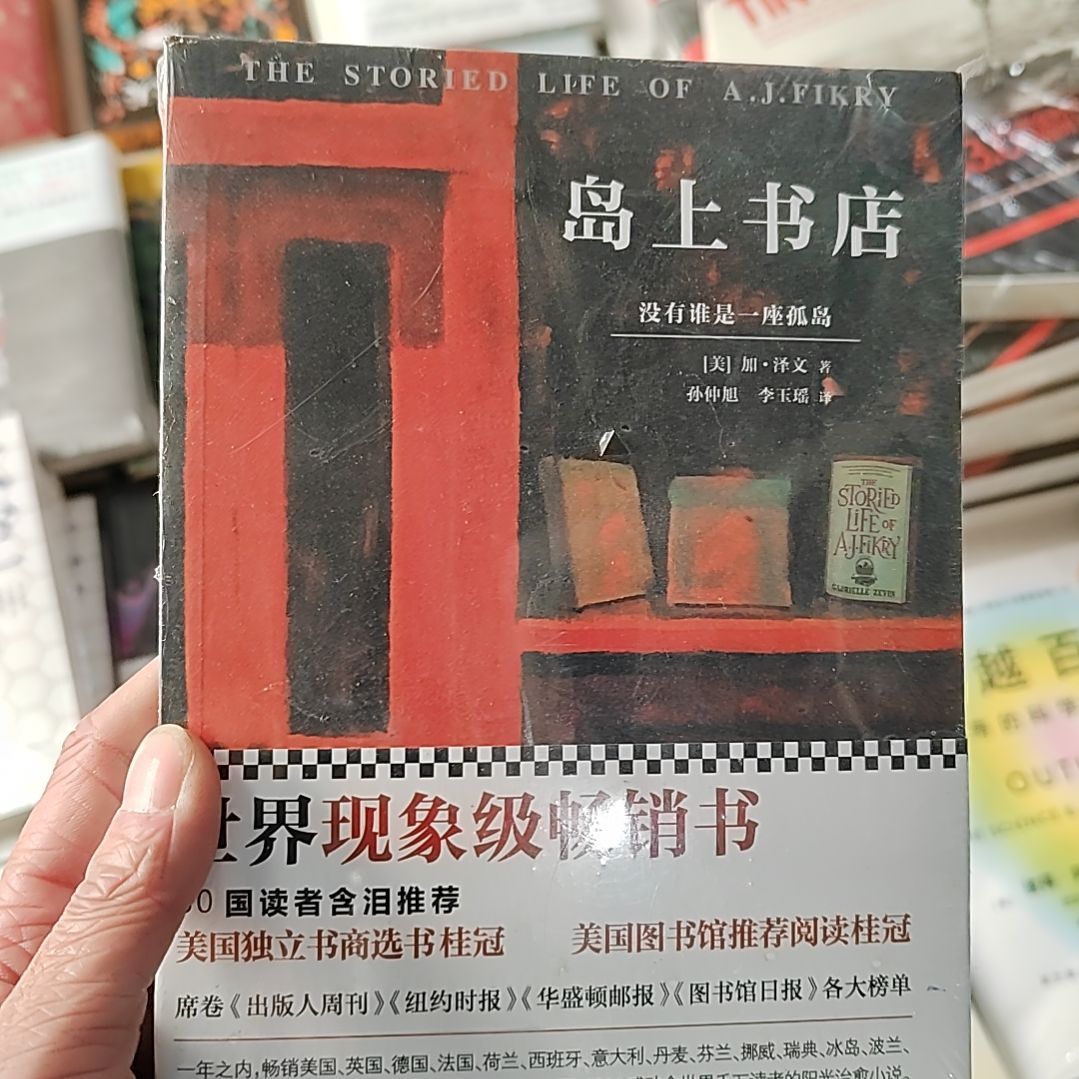 THE STORIED LIFE OF A.J.FIKRY
岛上书店
没有谁是一座孤岛
[美] 加·泽文 著
孙仲旭 李玉瑶 译
THE
STORIED
LIFE OF
A.J.FIKRY
GABRIELLE ZEVIN
世界现象级畅销书
0国读者含泪推荐
美国独立书商选书桂冠 美国图书馆推荐阅读桂冠
席卷《出版人周刊》《纽约时报》《华盛顿邮报》《图书馆日报》各大榜单
一年之内,畅销美国、英国、德国、法国、荷兰、西班牙、意大利、丹麦、芬兰、挪威、瑞典、冰岛、波兰、
越百
OUT